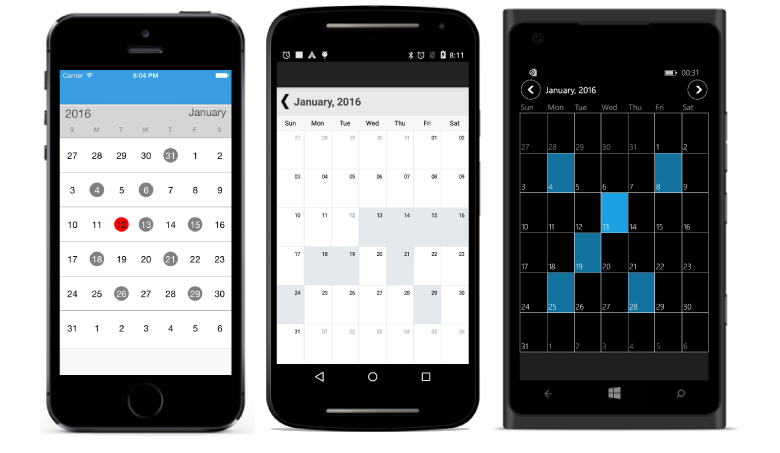 Carrier 8:04 PM
2016 January
S M T W T F S
27 28 29 30 31 1 2
3 4 5 6 7 8 9
10 11 12 13 14 15 16
17 18 19 20 21 22 23
24 25 26 27 28 29 30
31 1 2 3 4 5 6
8:11
January, 2016
Sun Mon Tue Wed Thu Fri Sat
27 28 29 30 31 01 02
03 04 05 06 07 08 09
10 11 12 13 14 15 16
17 18 19 20 21 22 23
24 25 26 27 28 29 30
31 01 02 03 04 05 06
00:31
January, 2016
Sun Mon Tue Wed Thu Fri Sat
27 28 29 30 31 1 2
3 4 5 6 7 8 9
10 11 12 13 14 15 16
17 18 19 20 21 22 23
24 25 26 27 28 29 30
31 1 2 3 4 5 6